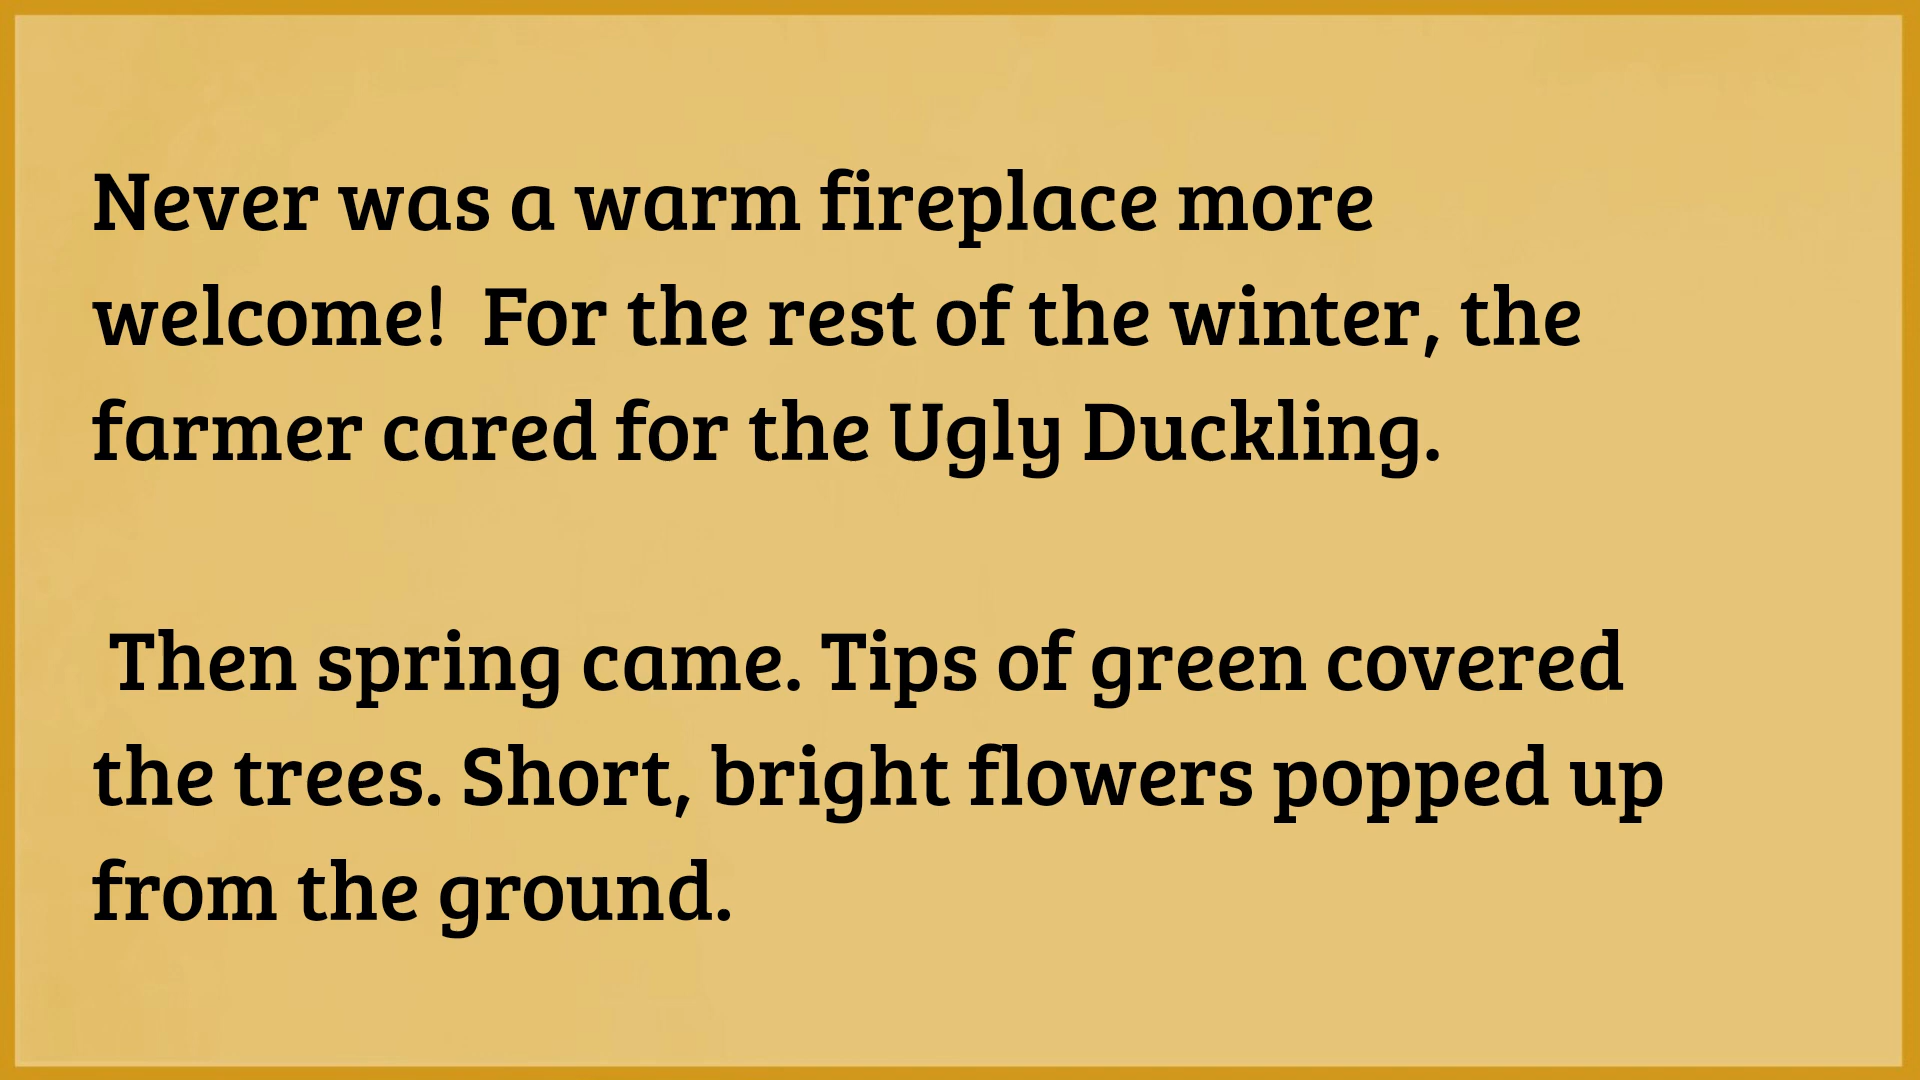 Never was a warm fireplace more
welcome!  For the rest of the winter, the
farmer cared for the Ugly Duckling.
Then spring came. Tips of green covered
the trees. Short, bright flowers popped up
from the ground.